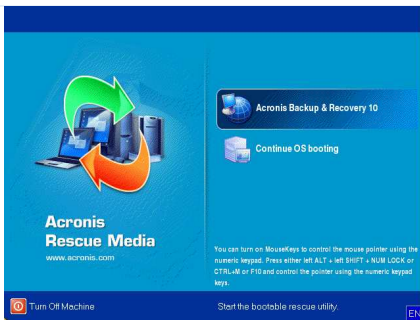 Acronis Backup & Recovery 10
Continue OS booting
Acronis
Rescue Media
www.acronis.com
You can turn on MouseKeys to control the mouse pointer using the
numeric keypad. Press either left ALT + left SHIFT + NUM LOCK or
CTRL+M or F10 and control the pointer using the numeric keypad
keys.
Turn Off Machine
Start the bootable rescue utility.
EN